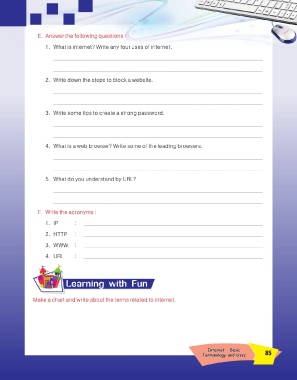 E. Answer the following questions :
1. What is internet? Write any four uses of internet.
2. Write down the steps to block a website.
3. Write some tips to create a strong password.
4. What is a web browser? Write some of the leading browsers.
5. What do you understand by URL?
F. Write the acronyms :
1. IP :
2. HTTP :
3. WWW :
4. URL :
Learning with Fun
Make a chart and write about the terms related to internet.
Internet - Basic
Terminology and Uses
85